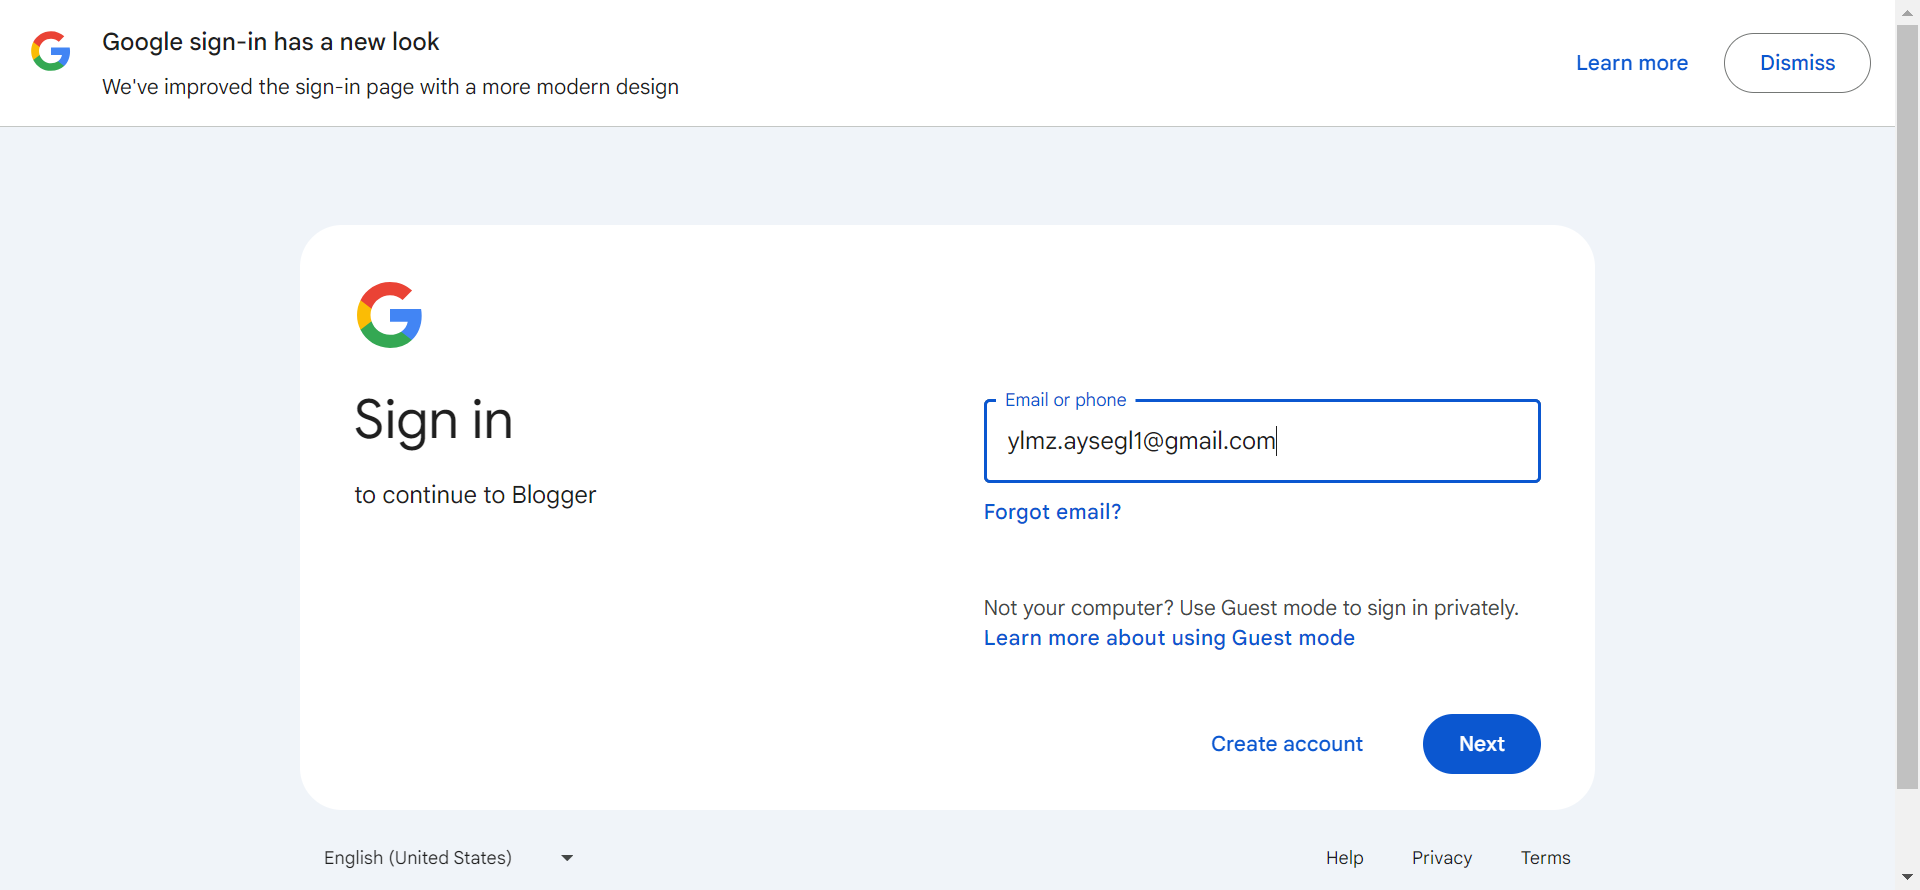 Google sign-in has a new look
We've improved the sign-in page with a more modern design
Learn more
Dismiss
Sign in
to continue to Blogger
Email or phone
ylmz.aysegl1@gmail.com
Forgot email?
Not your computer? Use Guest mode to sign in privately.
Learn more about using Guest mode
Create account
Next
English (United States)
Help
Privacy
Terms